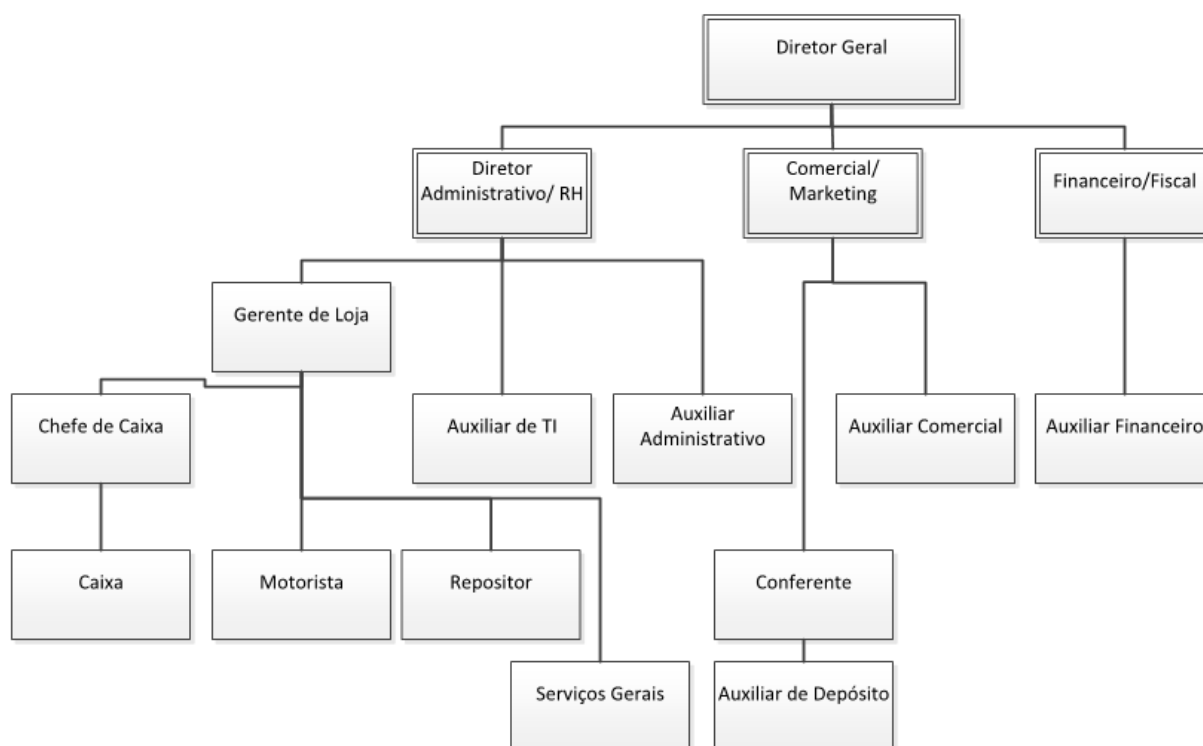 Diretor Geral
Diretor
Administrativo/ RH
Comercial/
Marketing
Financeiro/Fiscal
Gerente de Loja
Chefe de Caixa
Auxiliar de TI
Auxiliar
Administrativo
Auxiliar Comercial
Auxiliar Financeiro
Caixa
Motorista
Repositor
Conferente
Serviços Gerais
Auxiliar de Depósito